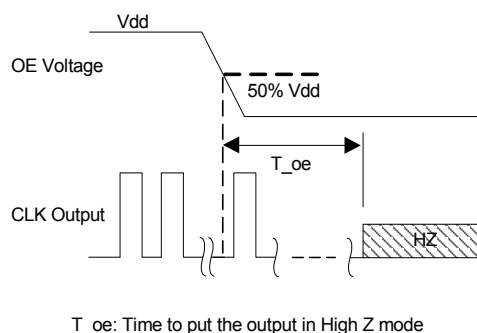 Vdd
OE Voltage
50% Vdd
T_oe
CLK Output
HZ
T_oe: Time to put the output in High Z mode